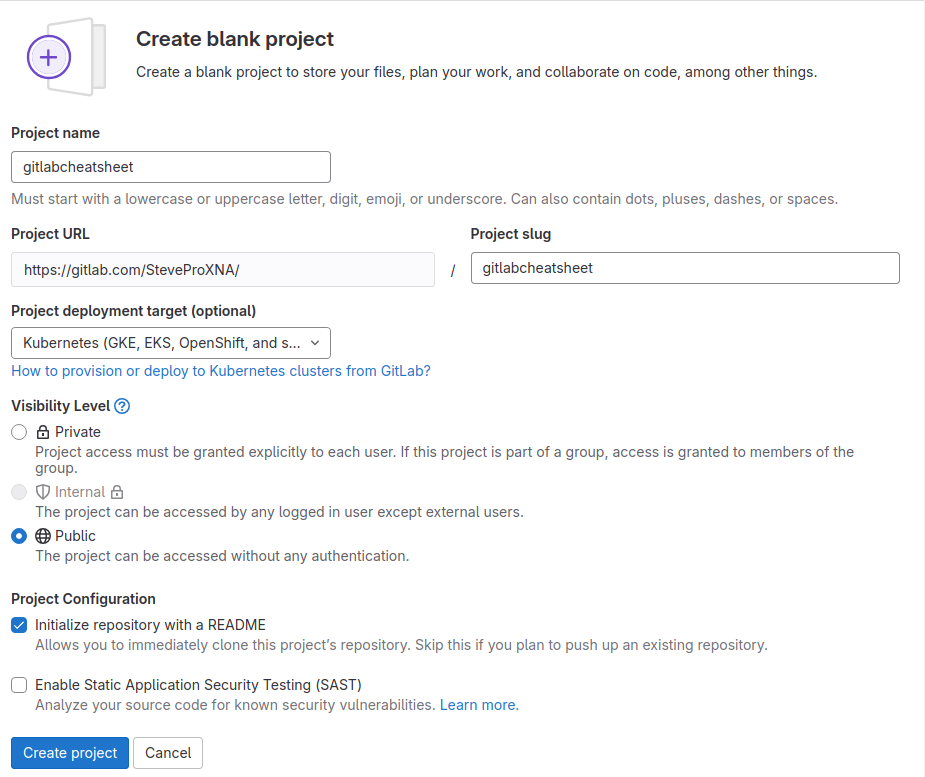 Create blank project
Create a blank project to store your files, plan your work, and collaborate on code, among other things.
Project name
gitlabcheatsheet
Must start with a lowercase or uppercase letter, digit, emoji, or underscore. Can also contain dots, pluses, dashes, or spaces.
Project URL
Project slug
https://gitlab.com/SteveProXNA/
/
gitlabcheatsheet
Project deployment target (optional)
Kubernetes (GKE, EKS, OpenShift, and s...
How to provision or deploy to Kubernetes clusters from GitLab?
Visibility Level ?
Private
Project access must be granted explicitly to each user. If this project is part of a group, access is granted to members of the
group.
Internal
The project can be accessed by any logged in user except external users.
Public
The project can be accessed without any authentication.
Project Configuration
Initialize repository with a README
Allows you to immediately clone this project’s repository. Skip this if you plan to push up an existing repository.
Enable Static Application Security Testing (SAST)
Analyze your source code for known security vulnerabilities. Learn more.
Create project
Cancel